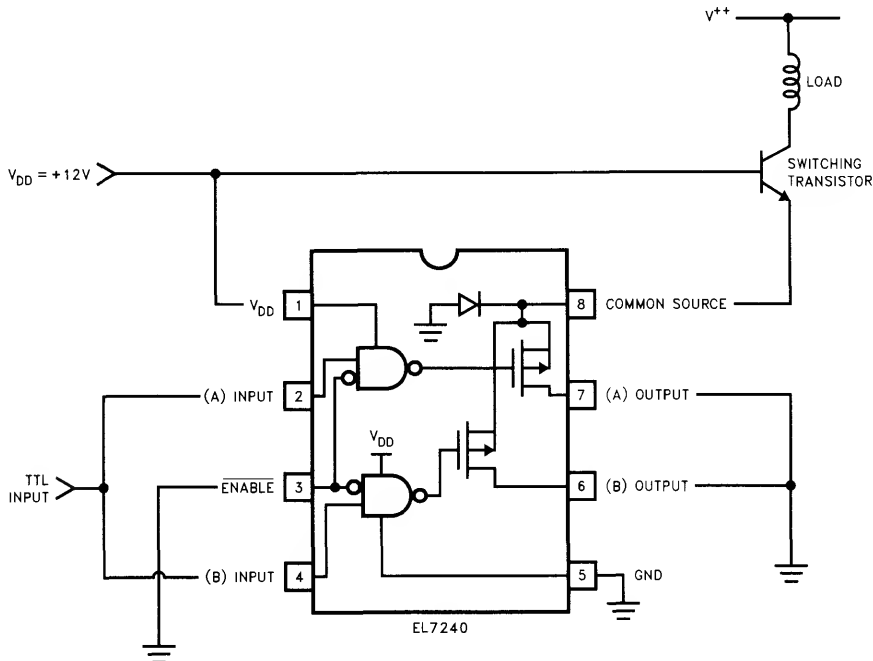 V++
LOAD
SWITCHING
TRANSISTOR
VDD = +12V
VDD
1
8
COMMON SOURCE
(A) INPUT
2
7
(A) OUTPUT
VDD
TTL
INPUT
ENABLE
3
6
(B) OUTPUT
(B) INPUT
4
5
GND
EL7240